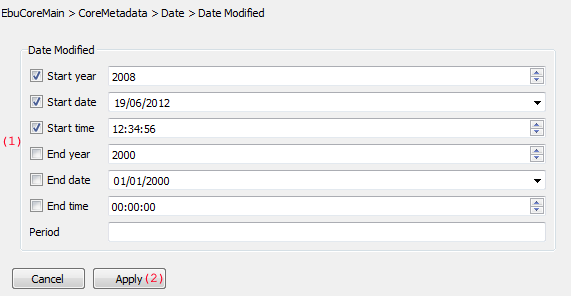 EbuCoreMain > CoreMetadata > Date > Date Modified
Date Modified
Start year 2008
Start date 19/06/2012
Start time 12:34:56
(1)
End year 2000
End date 01/01/2000
End time 00:00:00
Period
Cancel Apply (2)